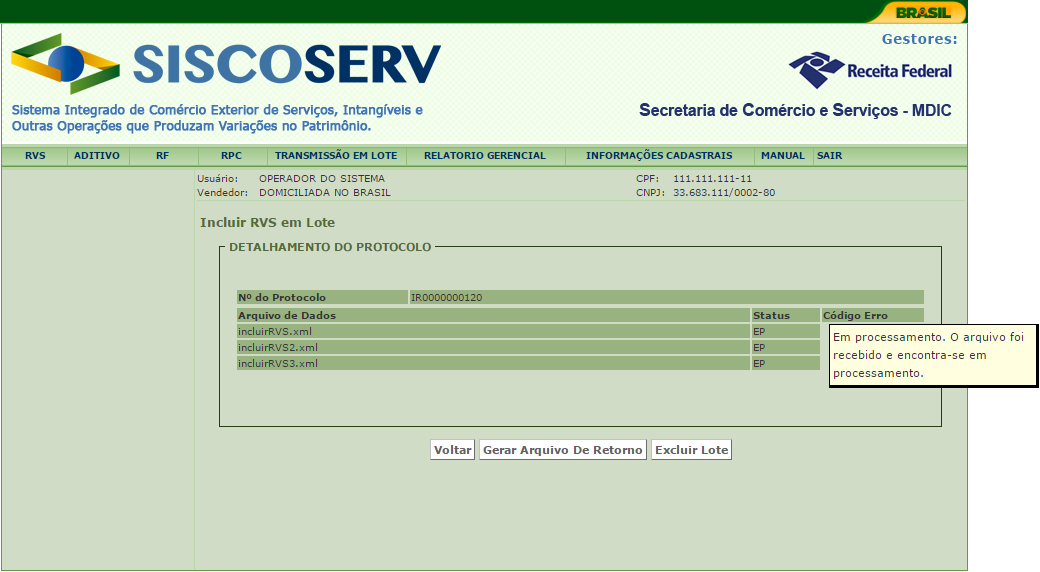 BRASIL
Gestores:
SISCOSERV
Receita Federal
Sistema Integrado de Comércio Exterior de Serviços, Intangíveis e
Outras Operações que Produzam Variações no Patrimônio.
Secretaria de Comércio e Serviços - MDIC
RVS ADITIVO RF RPC TRANSMISSÃO EM LOTE RELATORIO GERENCIAL INFORMAÇÕES CADASTRAIS MANUAL SAIR
Usuário: OPERADOR DO SISTEMA CPF: 111.111.111-11
Vendedor: DOMICILIADA NO BRASIL CNPJ: 33.683.111/0002-80
Incluir RVS em Lote
DETALHAMENTO DO PROTOCOLO
Nº do Protocolo IR0000000120
Arquivo de Dados Status Código Erro
incluirRVS.xml EP
incluirRVS2.xml EP
incluirRVS3.xml EP
Em processamento. O arquivo foi
recebido e encontra-se em
processamento.
Voltar Gerar Arquivo De Retorno Excluir Lote